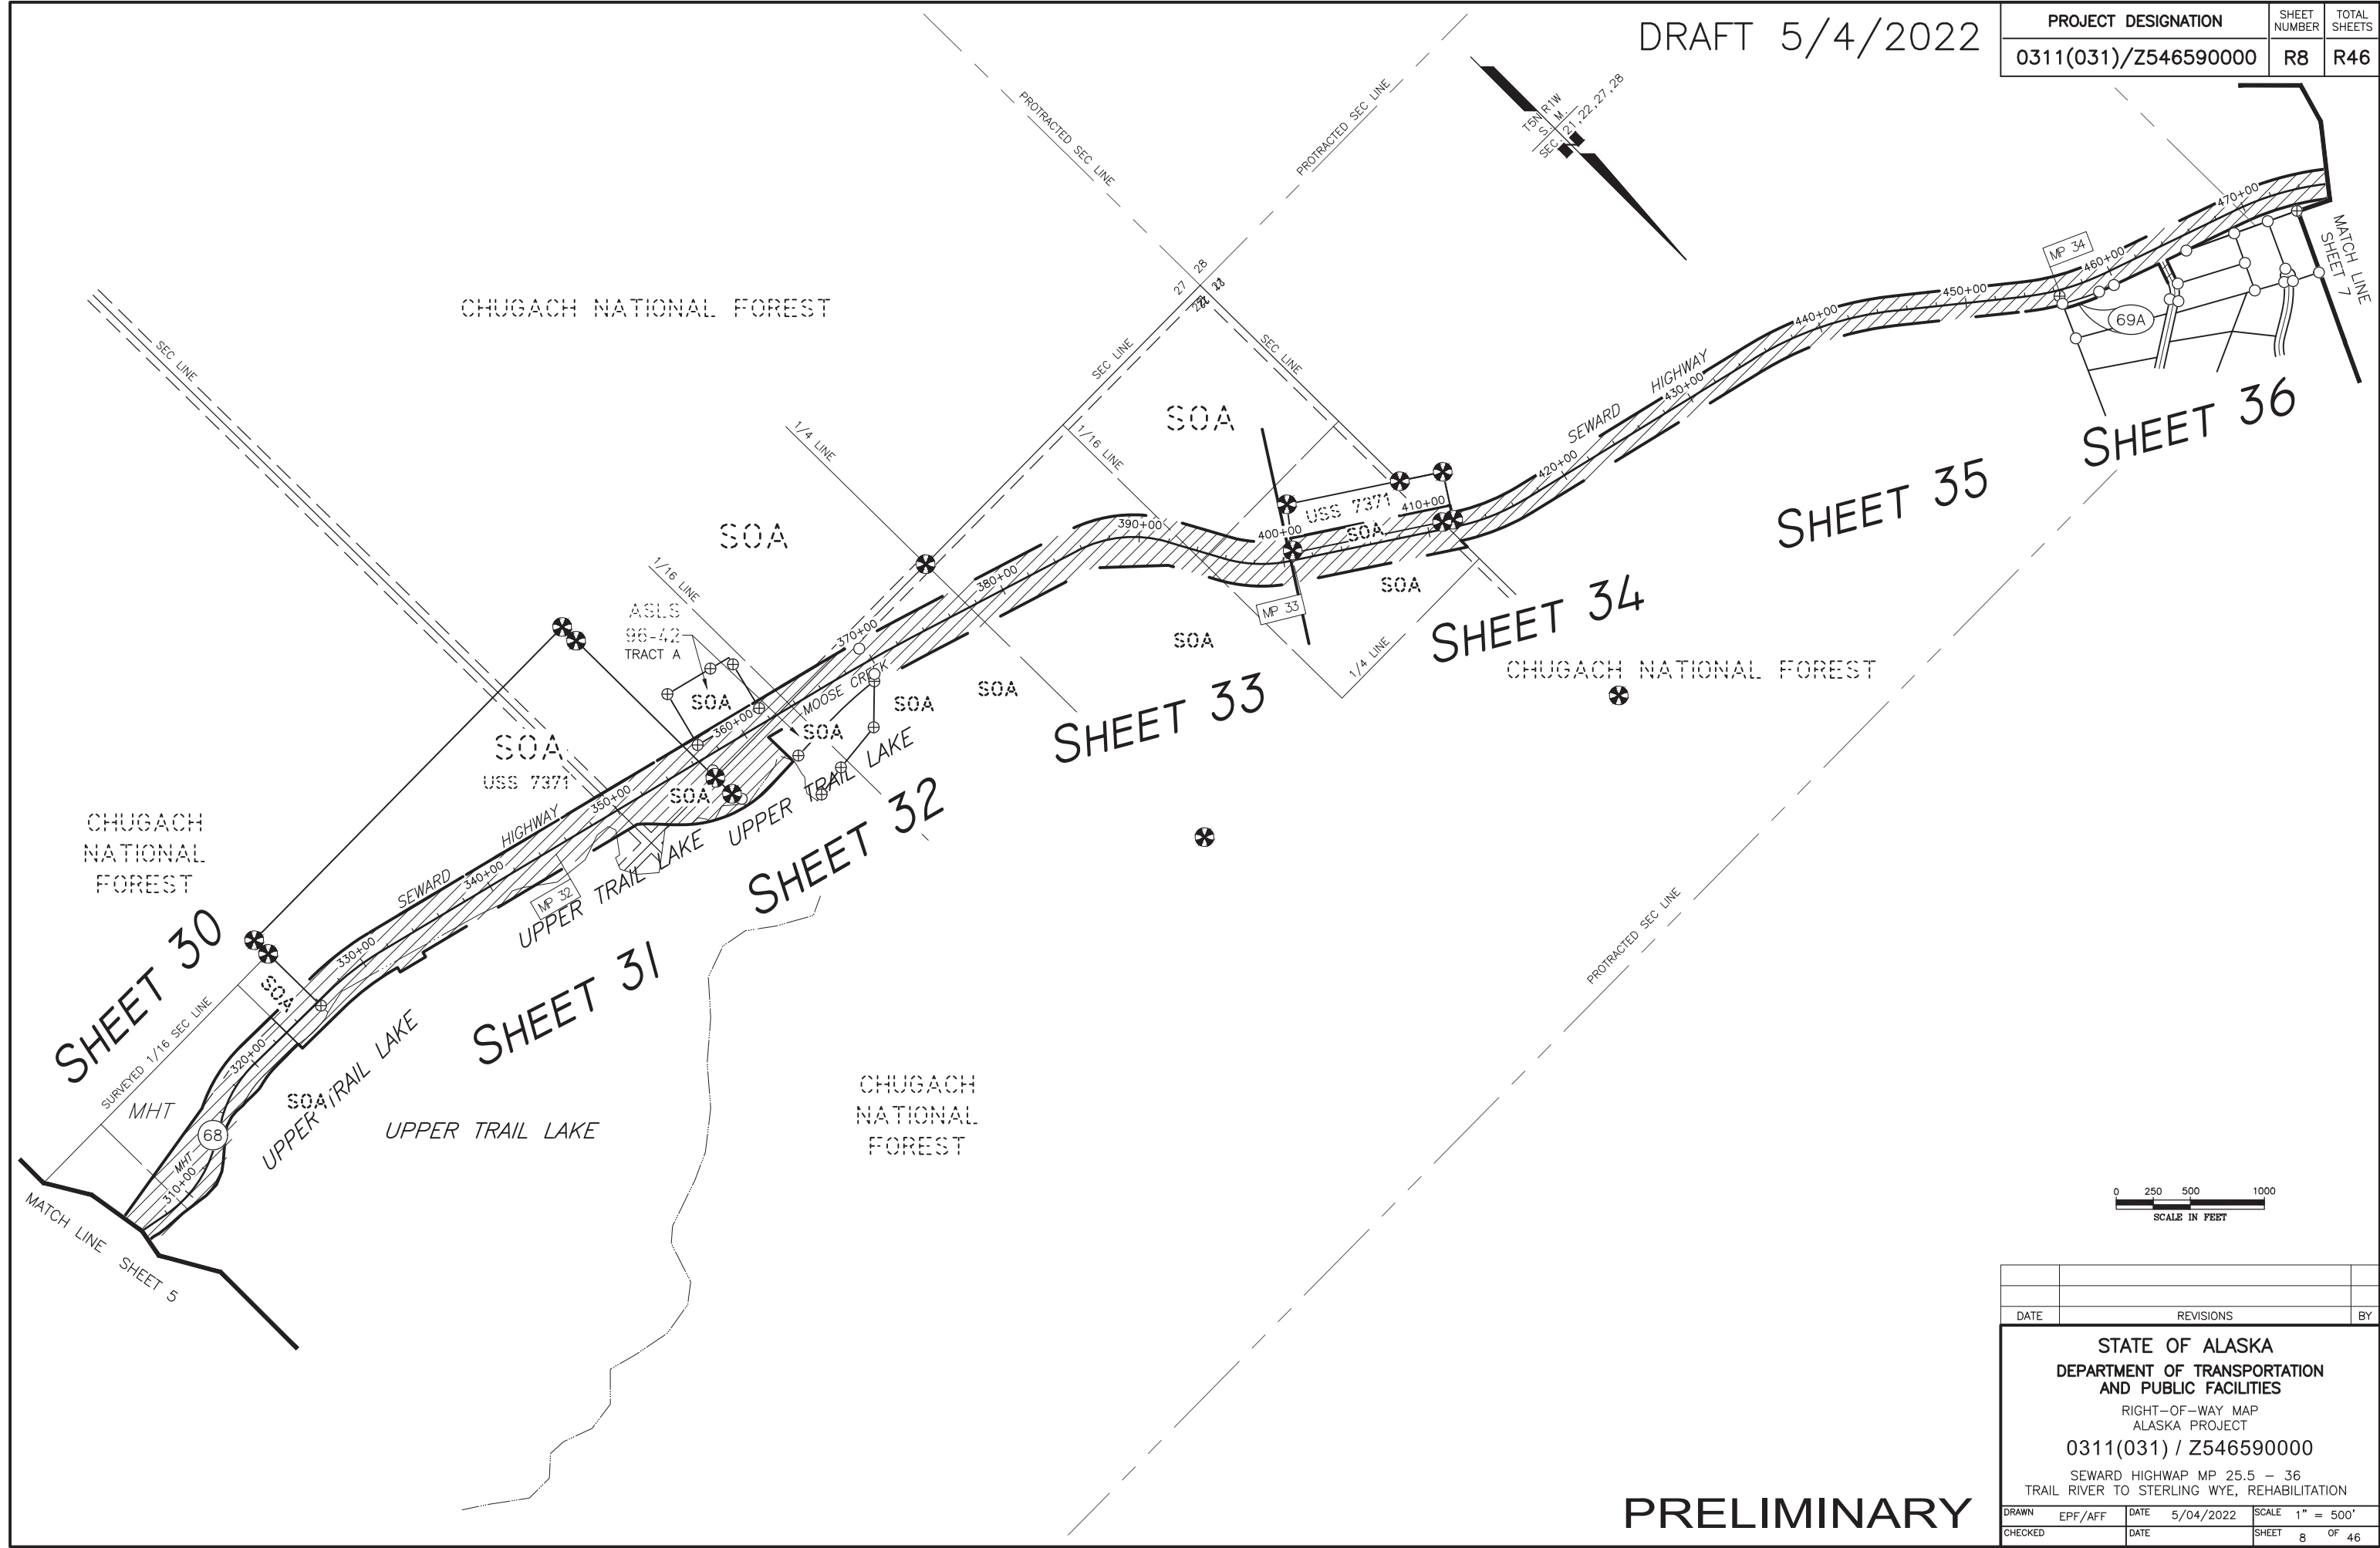 DRAFT 5/4/2022
PROJECT DESIGNATION
SHEET NUMBER
TOTAL SHEETS
0311(031)/Z546590000
R8
R46
PROTRACTED SEC LINE
PROTRACTED SEC LINE
T5N R1W
S. M.
SEC. 21,22,27,28
CHUGACH NATIONAL FOREST
SEC LINE
SEC LINE
SEC LINE
27
28
1/4 LINE
1/16 LINE
1/16 LINE
SOA
SOA
SOA
USS 7371
ASLS
96-42
TRACT A
SOA
SOA
SOA
SOA
SOA
SOA
SOA
SOA
USS 7371
SOA
SOA
SOA
CHUGACH
NATIONAL
FOREST
310+00
320+00
330+00
340+00
350+00
360+00
370+00
380+00
390+00
400+00
410+00
420+00
430+00
440+00
450+00
460+00
470+00
SEWARD HIGHWAY
SEWARD HIGHWAY
MP 32
MP 33
MP 34
69A
68
MHT
MHT
MOOSE CREEK
1/4 LINE
MATCH LINE
SHEET 7
SHEET 30
SHEET 31
SHEET 32
SHEET 33
SHEET 34
SHEET 35
SHEET 36
SURVEYED 1/16 SEC LINE
UPPER TRAIL LAKE
UPPER TRAIL LAKE
UPPER TRAIL LAKE
UPPER TRAIL LAKE
CHUGACH NATIONAL FOREST
CHUGACH
NATIONAL
FOREST
PROTRACTED SEC LINE
MATCH LINE SHEET 5
0 250 500 1000
SCALE IN FEET
DATE REVISIONS BY
STATE OF ALASKA
DEPARTMENT OF TRANSPORTATION
AND PUBLIC FACILITIES
RIGHT-OF-WAY MAP
ALASKA PROJECT
0311(031) / Z546590000
SEWARD HIGHWAP MP 25.5 - 36
TRAIL RIVER TO STERLING WYE, REHABILITATION
DRAWN EPF/AFF DATE 5/04/2022 SCALE 1" = 500'
CHECKED DATE SHEET 8 OF 46
PRELIMINARY